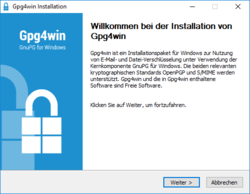 Gpg4win Installation
Gpg4win
GnuPG for Windows
Willkommen bei der Installation von
Gpg4win
Gpg4win ist ein Installationspaket für Windows zur Nutzung
von E-Mail- und Datei-Verschlüsselung unter Verwendung der
Kernkomponente GnuPG für Windows. Die beiden relevanten
kryptographischen Standards OpenPGP und S/MIME werden
unterstützt. Gpg4win und die in Gpg4win enthaltene
Software sind Freie Software.
Klicken Sie auf Weiter, um fortzufahren.
Weiter >
Abbrechen